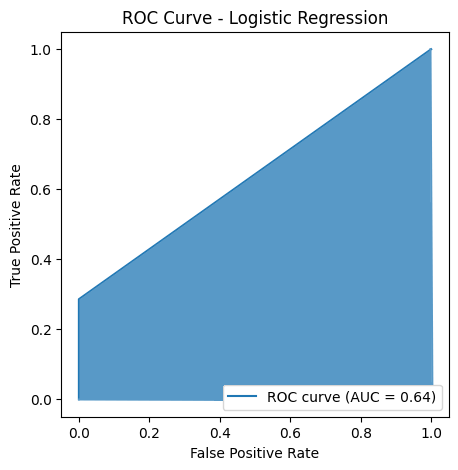 ROC Curve - Logistic Regression
True Positive Rate
1.0
0.8
0.6
0.4
0.2
0.0
ROC curve (AUC = 0.64)
0.0 0.2 0.4 0.6 0.8 1.0
False Positive Rate